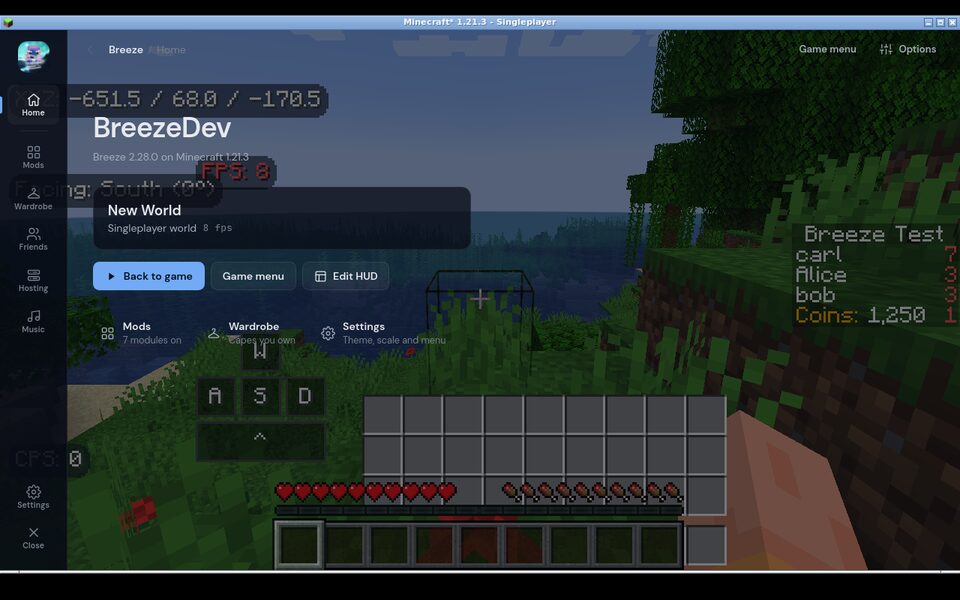 Minecraft* 1.21.3 - Singleplayer
Breeze / Home
Game menu
Options
-651.5 / 68.0 / -170.5
Home
BreezeDev
Breeze 2.28.0 on Minecraft 1.21.3
FPS: 8
Mods
Facing: South (0°)
Wardrobe
New World
Singleplayer world 8 fps
Friends
Breeze Test
carl 7
Alice 3
bob 3
Coins: 1,250 1
Back to game
Game menu
Edit HUD
Hosting
Music
Mods
7 modules on
Wardrobe
Capes you own
Settings
Theme, scale and menu
W
A S D
^
CPS: 0
Settings
Close